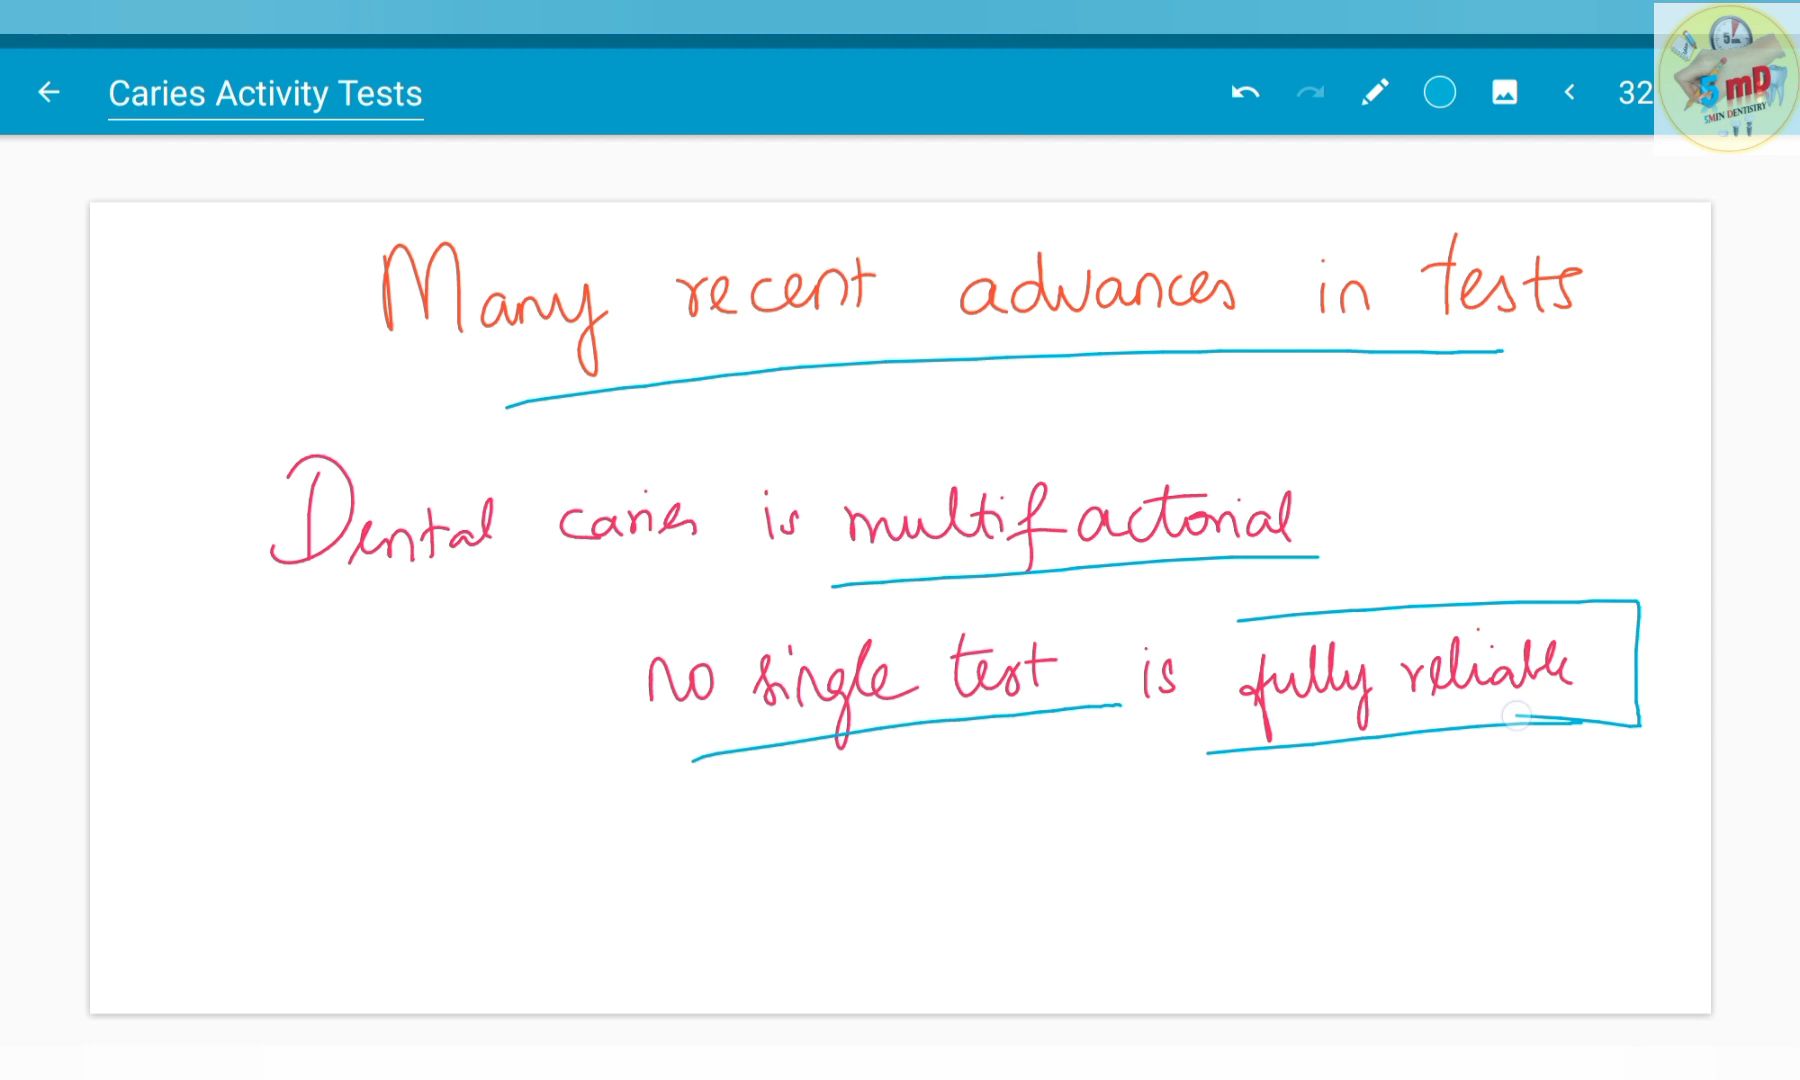 Caries Activity Tests
32
5 mD
5MIN DENTISTRY
Many recent advances in tests
Dental caries is multifactorial
no single test is fully reliable